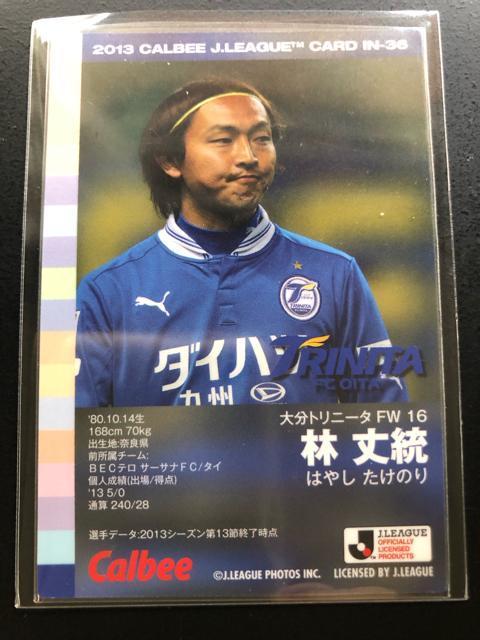 2013 CALBEE J.LEAGUE™ CARD IN-36
PUMA
ダイハ
九州
TRINITA
FC OITA
'80.10.14生
168cm 70kg
出生地:奈良県
前所属チーム:
BECテロ サーサナFC/タイ
個人成績(出場/得点)
'13 5/0
通算 240/28
大分トリニータ FW 16
林 丈統
はやし たけのり
選手データ:2013シーズン第13節終了時点
Calbee
©J.LEAGUE PHOTOS INC.
J.LEAGUE
OFFICIALLY
LICENSED
PRODUCTS
LICENSED BY J.LEAGUE